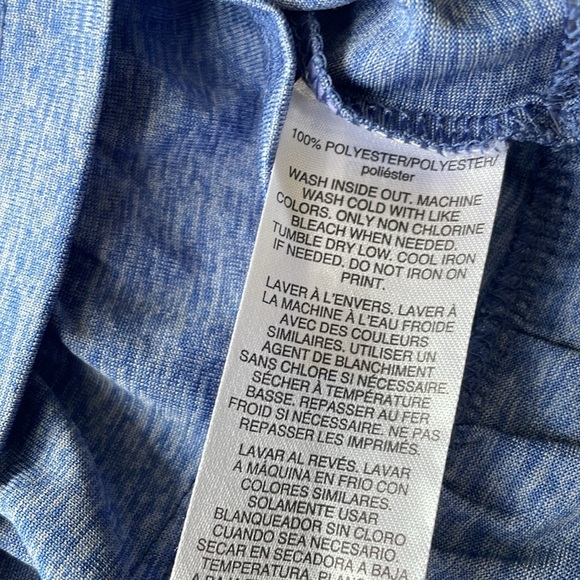 100% POLYESTER/POLYESTER/
poliéster
WASH INSIDE OUT. MACHINE
WASH COLD WITH LIKE
COLORS. ONLY NON CHLORINE
BLEACH WHEN NEEDED.
TUMBLE DRY LOW. COOL IRON
IF NEEDED. DO NOT IRON ON
PRINT.
LAVER À L'ENVERS. LAVER À
LA MACHINE À L'EAU FROIDE
AVEC DES COULEURS
SIMILAIRES. UTILISER UN
AGENT DE BLANCHIMENT
SANS CHLORE SI NÉCESSAIRE.
SÉCHER À TEMPÉRATURE
BASSE. REPASSER AU FER
FROID SI NÉCESSAIRE. NE PAS
REPASSER LES IMPRIMÉS.
LAVAR AL REVÉS. LAVAR
A MÁQUINA EN FRIO CON
COLORES SIMILARES.
SOLAMENTE USAR
BLANQUEADOR SIN CLORO
CUANDO SEA NECESARIO.
SECAR EN SECADORA A BAJA
TEMPERATURA.